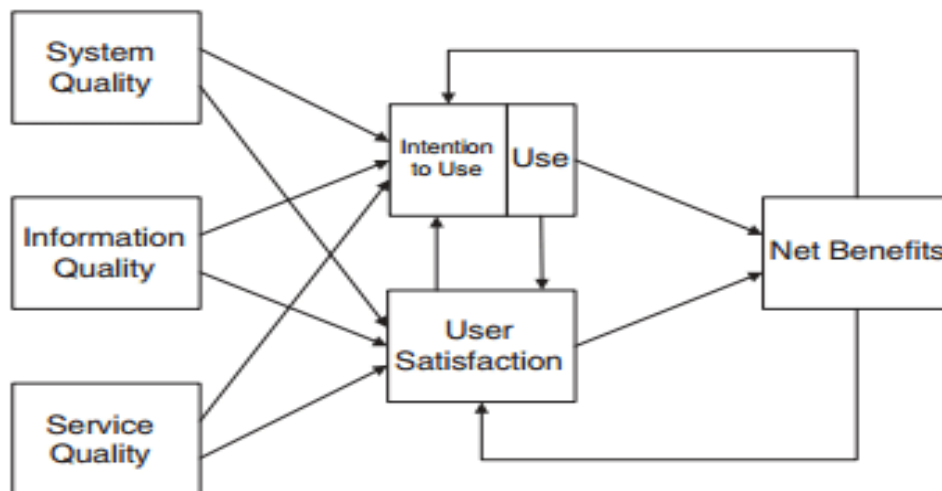 System
Quality
Intention
to Use
Use
Information
Quality
Net Benefits
User
Satisfaction
Service
Quality